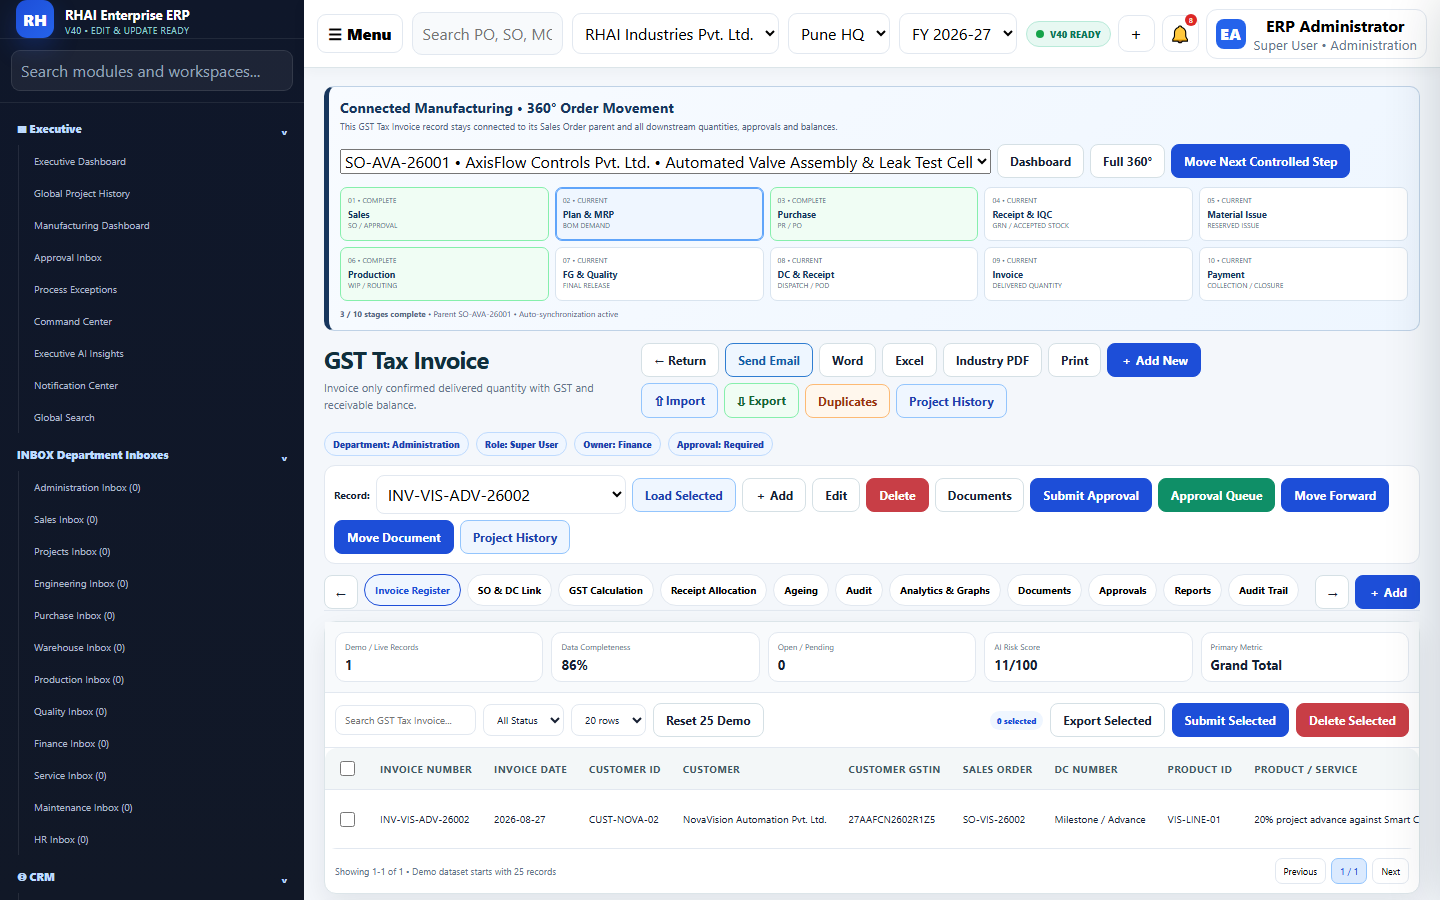 RH
RHAI Enterprise ERP
V40 • EDIT & UPDATE READY
Search modules and workspaces...
Executive
Executive Dashboard
Global Project History
Manufacturing Dashboard
Approval Inbox
Process Exceptions
Command Center
Executive AI Insights
Notification Center
Global Search
INBOX Department Inboxes
Administration Inbox (0)
Sales Inbox (0)
Projects Inbox (0)
Engineering Inbox (0)
Purchase Inbox (0)
Warehouse Inbox (0)
Production Inbox (0)
Quality Inbox (0)
Finance Inbox (0)
Service Inbox (0)
Maintenance Inbox (0)
HR Inbox (0)
CRM
☰ Menu
Search PO, SO, MC
RHAI Industries Pvt. Ltd.
Pune HQ
FY 2026-27
V40 READY
+
8
EA
ERP Administrator
Super User • Administration
Connected Manufacturing • 360° Order Movement
This GST Tax Invoice record stays connected to its Sales Order parent and all downstream quantities, approvals and balances.
SO-AVA-26001 • AxisFlow Controls Pvt. Ltd. • Automated Valve Assembly & Leak Test Cell
Dashboard
Full 360°
Move Next Controlled Step
01 • COMPLETE
Sales
SO / APPROVAL
02 • CURRENT
Plan & MRP
BOM DEMAND
03 • COMPLETE
Purchase
PR / PO
04 • CURRENT
Receipt & IQC
GRN / ACCEPTED STOCK
05 • CURRENT
Material Issue
RESERVED ISSUE
06 • COMPLETE
Production
WIP / ROUTING
07 • CURRENT
FG & Quality
FINAL RELEASE
08 • CURRENT
DC & Receipt
DISPATCH / POD
09 • CURRENT
Invoice
DELIVERED QUANTITY
10 • CURRENT
Payment
COLLECTION / CLOSURE
3 / 10 stages complete • Parent SO-AVA-26001 • Auto-synchronization active
GST Tax Invoice
Invoice only confirmed delivered quantity with GST and
receivable balance.
← Return
Send Email
Word
Excel
Industry PDF
Print
+ Add New
⇧ Import
⇩ Export
Duplicates
Project History
Department: Administration
Role: Super User
Owner: Finance
Approval: Required
Record:
INV-VIS-ADV-26002
Load Selected
+ Add
Edit
Delete
Documents
Submit Approval
Approval Queue
Move Forward
Move Document
Project History
←
Invoice Register
SO & DC Link
GST Calculation
Receipt Allocation
Ageing
Audit
Analytics & Graphs
Documents
Approvals
Reports
Audit Trail
→
+ Add
Demo / Live Records
1
Data Completeness
86%
Open / Pending
0
AI Risk Score
11/100
Primary Metric
Grand Total
Search GST Tax Invoice...
All Status
20 rows
Reset 25 Demo
0 selected
Export Selected
Submit Selected
Delete Selected
INVOICE NUMBER INVOICE DATE CUSTOMER ID CUSTOMER CUSTOMER GSTIN SALES ORDER DC NUMBER PRODUCT ID PRODUCT / SERVICE
INV-VIS-ADV-26002 2026-08-27 CUST-NOVA-02 NovaVision Automation Pvt. Ltd. 27AAFCN2602R1Z5 SO-VIS-26002 Milestone / Advance VIS-LINE-01 20% project advance against Smart C
Showing 1-1 of 1 • Demo dataset starts with 25 records
Previous
1 / 1
Next